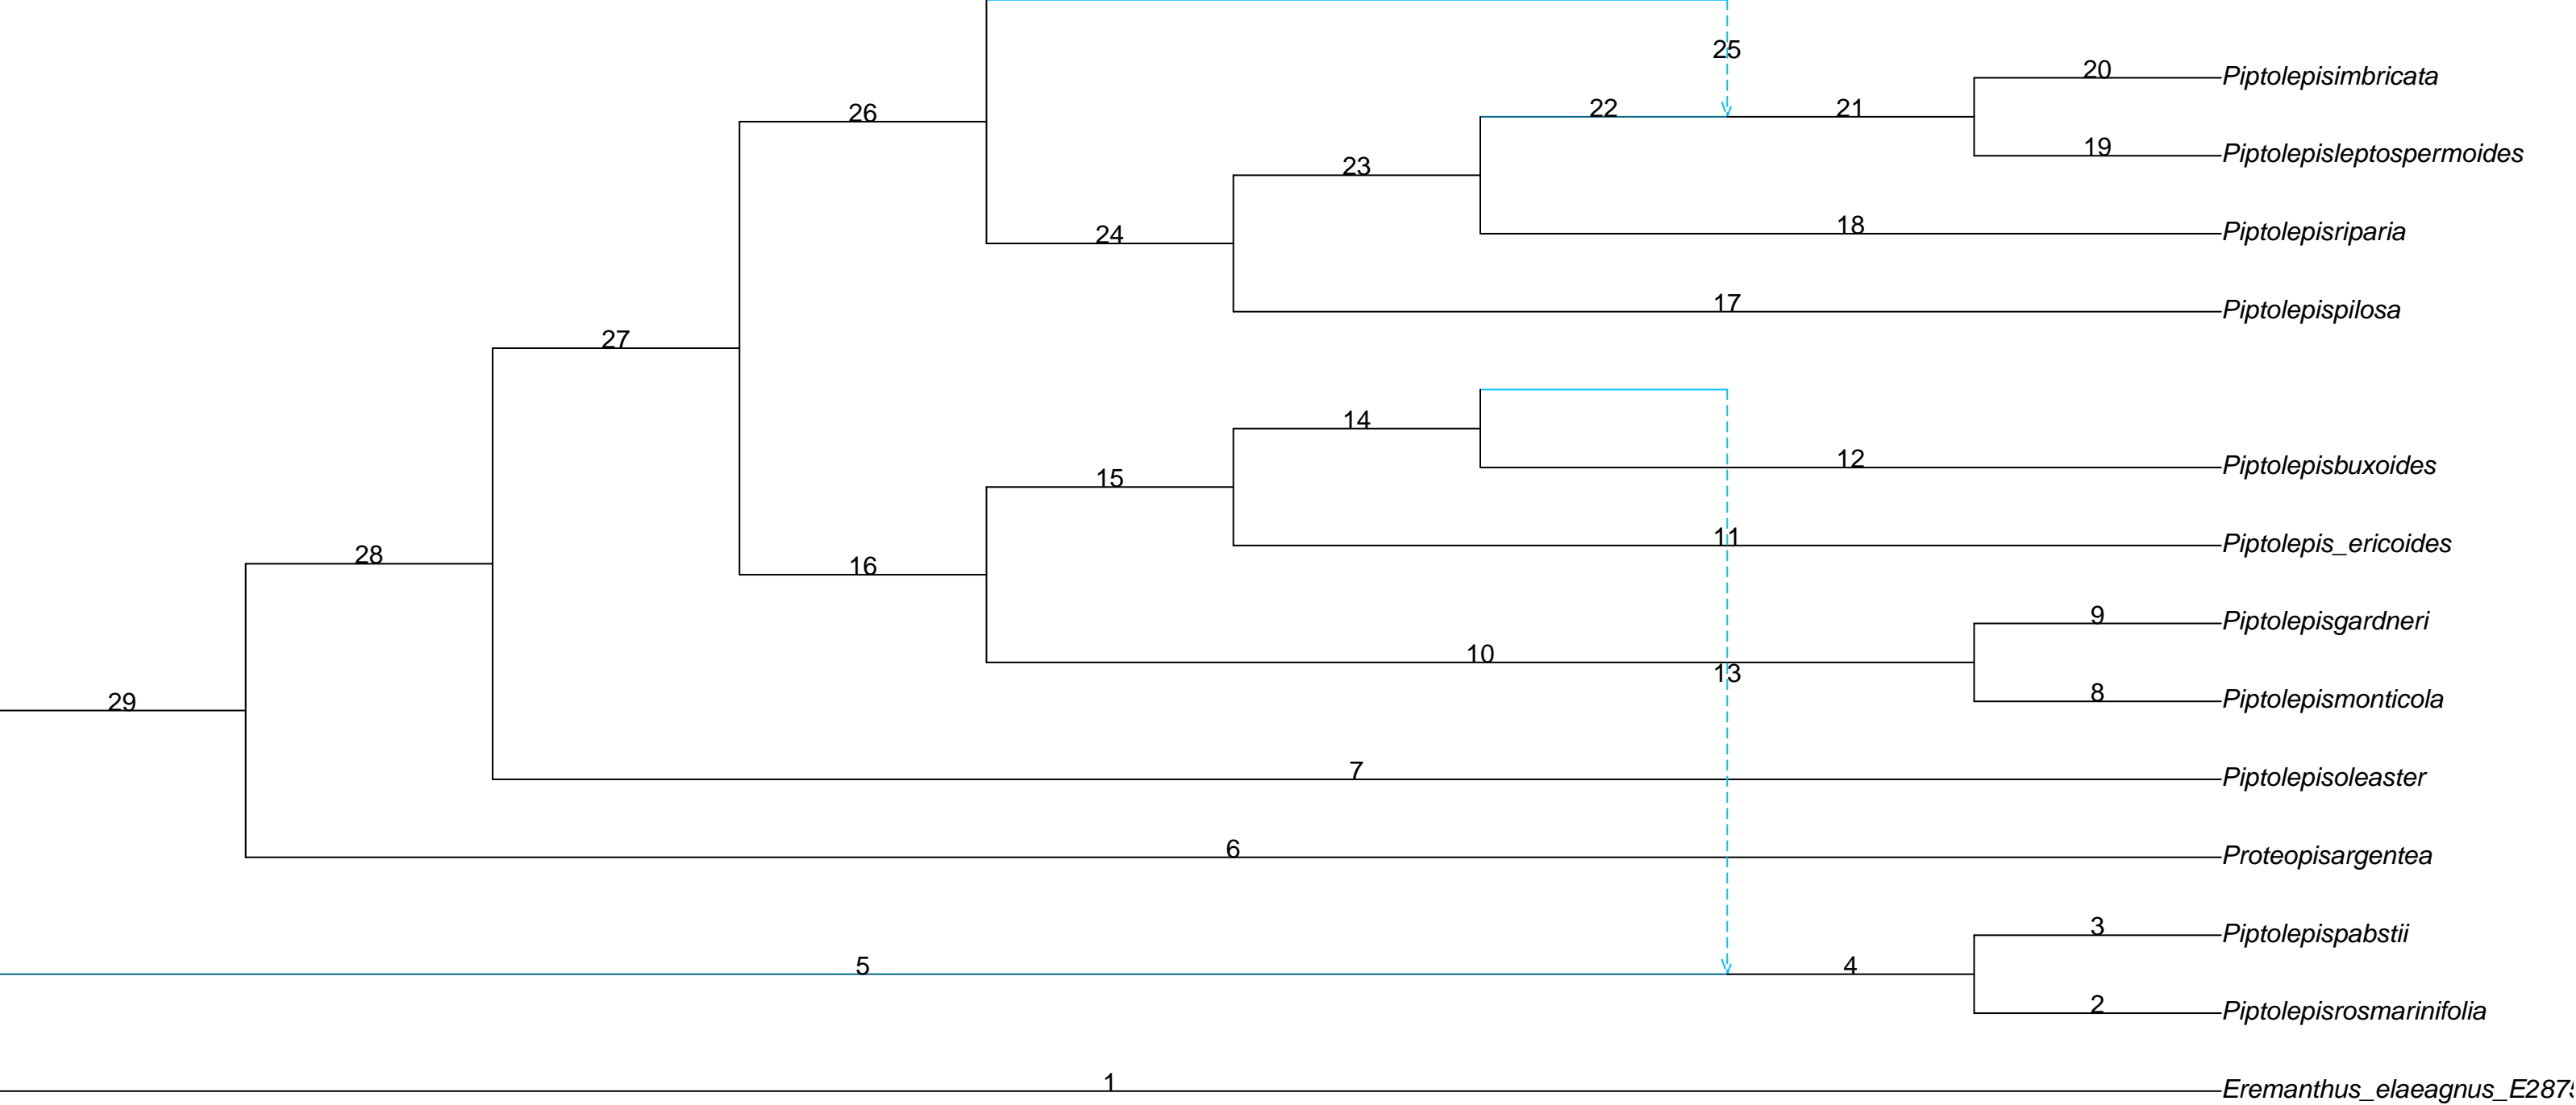 25
20 Piptolepisimbricata
26 22 21
19 Piptolepisleptospermoides
23
24 18 Piptolepisriparia
17 Piptolepispilosa
27
14
15 12 Piptolepisbuxoides
11 Piptolepis_ericoides
28 16
9 Piptolepisgardneri
10
13
29 8 Piptolepismonticola
7 Piptolepisoleaster
6 Proteopisargentea
3 Piptolepispabstii
5 4
2 Piptolepisrosmarinifolia
1 Eremanthus_elaeagnus_E287